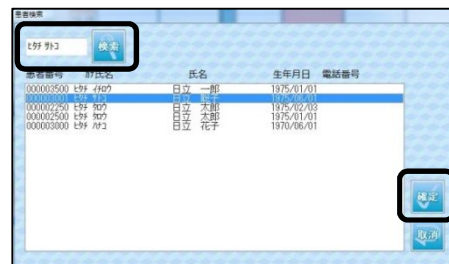 患者検索
ﾋﾀﾁ ｻﾄｺ 検索
患者番号 ｶﾅ氏名 氏名 生年月日 電話番号
000003500 ﾋﾀﾁ ｲﾁﾛｳ 日立 一郎 1975/01/01
000003001 ﾋﾀﾁ ｻﾄｺ 日立 聡子 1975/06/01
000002250 ﾋﾀﾁ ﾀﾛｳ 日立 太郎 1975/02/03
000002500 ﾋﾀﾁ ﾀﾛｳ 日立 太郎 1975/01/01
000003000 ﾋﾀﾁ ﾊﾅｺ 日立 花子 1970/06/01
確定
取消